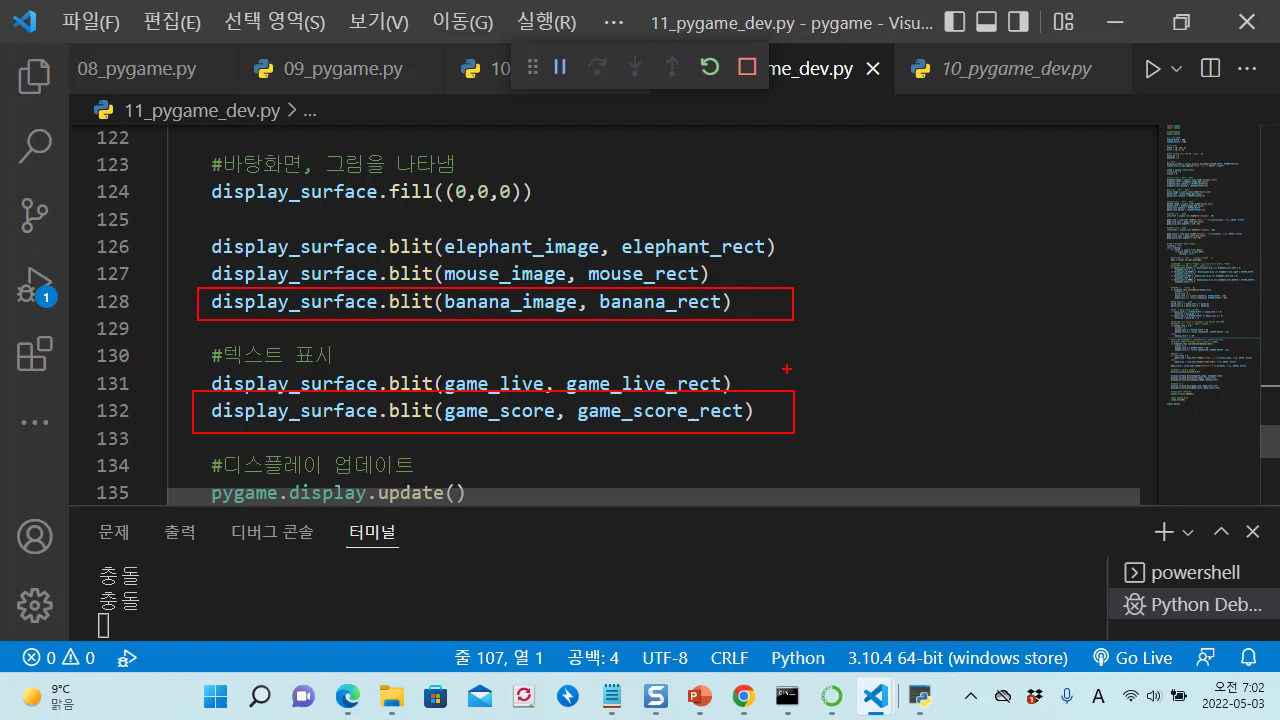 파일(F) 편집(E) 선택 영역(S) 보기(V) 이동(G) 실행(R) ··· 11_pygame_dev.py - pygame - Visu...
08_pygame.py 09_pygame.py 10 me_dev.py 10_pygame_dev.py
11_pygame_dev.py > ...
122
123 #바탕화면, 그림을 나타냄
124 display_surface.fill((0,0,0))
125
126 display_surface.blit(elephant_image, elephant_rect)
127 display_surface.blit(mouse_image, mouse_rect)
128 display_surface.blit(banana_image, banana_rect)
129
130 #텍스트 표시
131 display_surface.blit(game_live, game_live_rect)
132 display_surface.blit(game_score, game_score_rect)
133
134 #디스플레이 업데이트
135 pygame.display.update()
1
문제 출력 디버그 콘솔 터미널
충돌
충돌
powershell
Python Deb...
0 0 줄 107, 열 1 공백: 4 UTF-8 CRLF Python 3.10.4 64-bit (windows store) Go Live
9°C
맑음
A
오전 7:02
2022-05-03